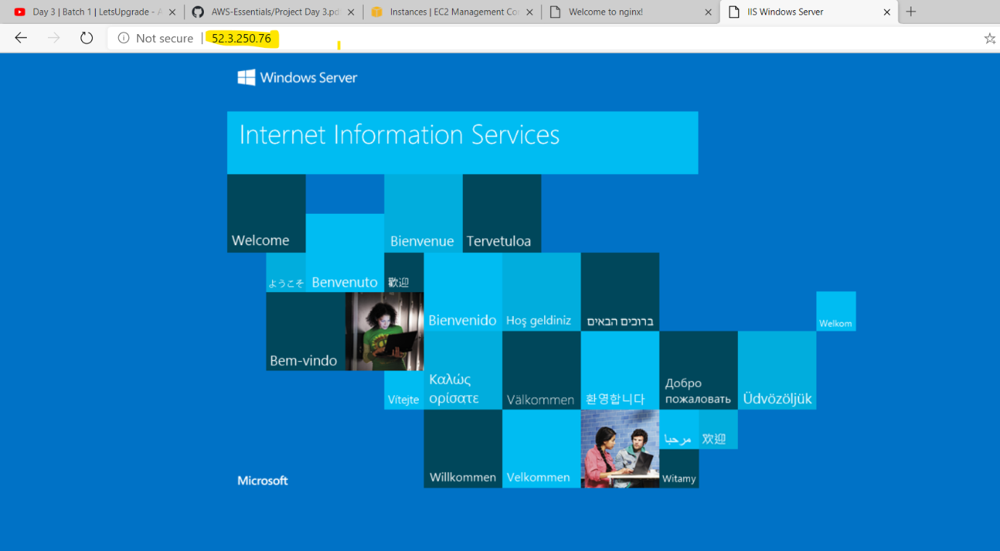 Day 3 | Batch 1 | LetsUpgrade - A
AWS-Essentials/Project Day 3.pd
Instances | EC2 Management Co
Welcome to nginx!
IIS Windows Server
Not secure | 52.3.250.76
Windows Server
Internet Information Services
Welcome
Bienvenue
Tervetuloa
ようこそ
Benvenuto
歡迎
Bienvenido
Hoş geldiniz
ברוכים הבאים
Welkom
Bem-vindo
Vítejte
Καλώς
ορίσατε
Välkommen
환영합니다
Добро
пожаловать
Üdvözöljük
مرحبا
欢迎
Willkommen
Velkommen
Witamy
Microsoft